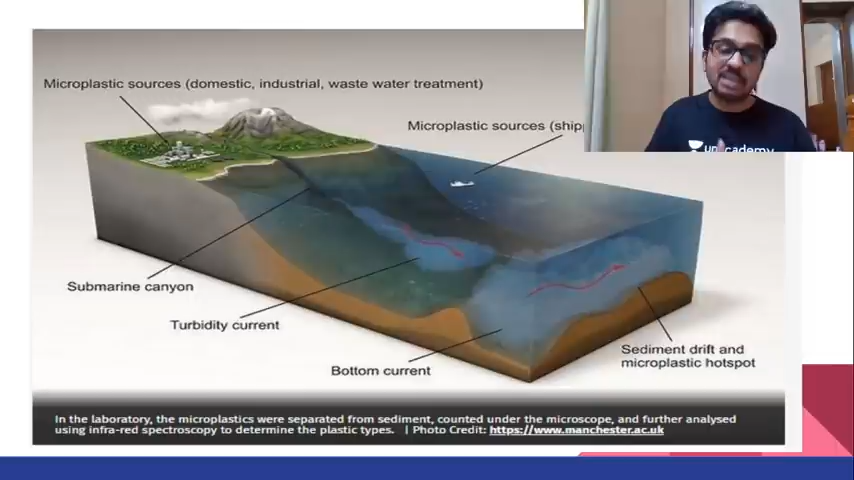 Microplastic sources (domestic, industrial, waste water treatment)
Microplastic sources (ship
Submarine canyon
Turbidity current
Bottom current
Sediment drift and
microplastic hotspot
In the laboratory, the microplastics were separated from sediment, counted under the microscope, and further analysed
using infra-red spectroscopy to determine the plastic types. | Photo Credit: https://www.manchester.ac.uk